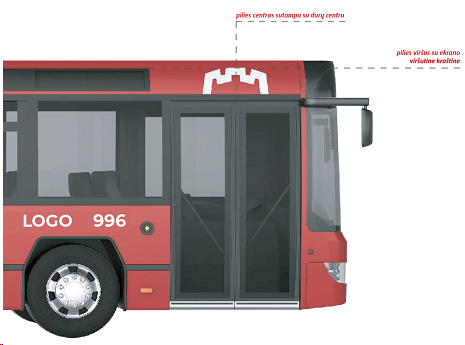 pilies centras sutampa su durų centru
pilies viršus su ekrano
viršutine kraštine
LOGO 996